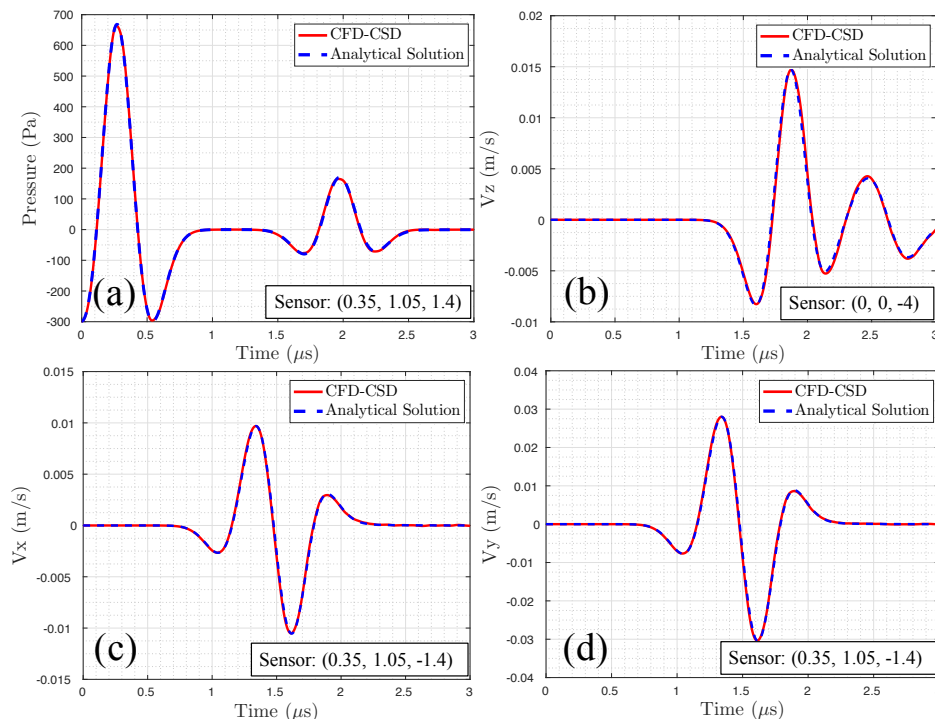 700
600
500
400
300
200
100
0
-100
-200
-300
Pressure (Pa)
CFD-CSD
Analytical Solution
(a)
Sensor: (0.35, 1.05, 1.4)
0 0.5 1 1.5 2 2.5 3
Time (μs)
0.02
0.015
0.01
0.005
0
-0.005
-0.01
Vz (m/s)
CFD-CSD
Analytical Solution
(b)
Sensor: (0, 0, -4)
0 0.5 1 1.5 2 2.5 3
Time (μs)
0.015
0.01
0.005
0
-0.005
-0.01
-0.015
Vx (m/s)
CFD-CSD
Analytical Solution
(c)
Sensor: (0.35, 1.05, -1.4)
0 0.5 1 1.5 2 2.5 3
Time (μs)
0.04
0.03
0.02
0.01
0
-0.01
-0.02
-0.03
-0.04
Vy (m/s)
CFD-CSD
Analytical Solution
(d)
Sensor: (0.35, 1.05, -1.4)
0 0.5 1 1.5 2 2.5 3
Time (μs)